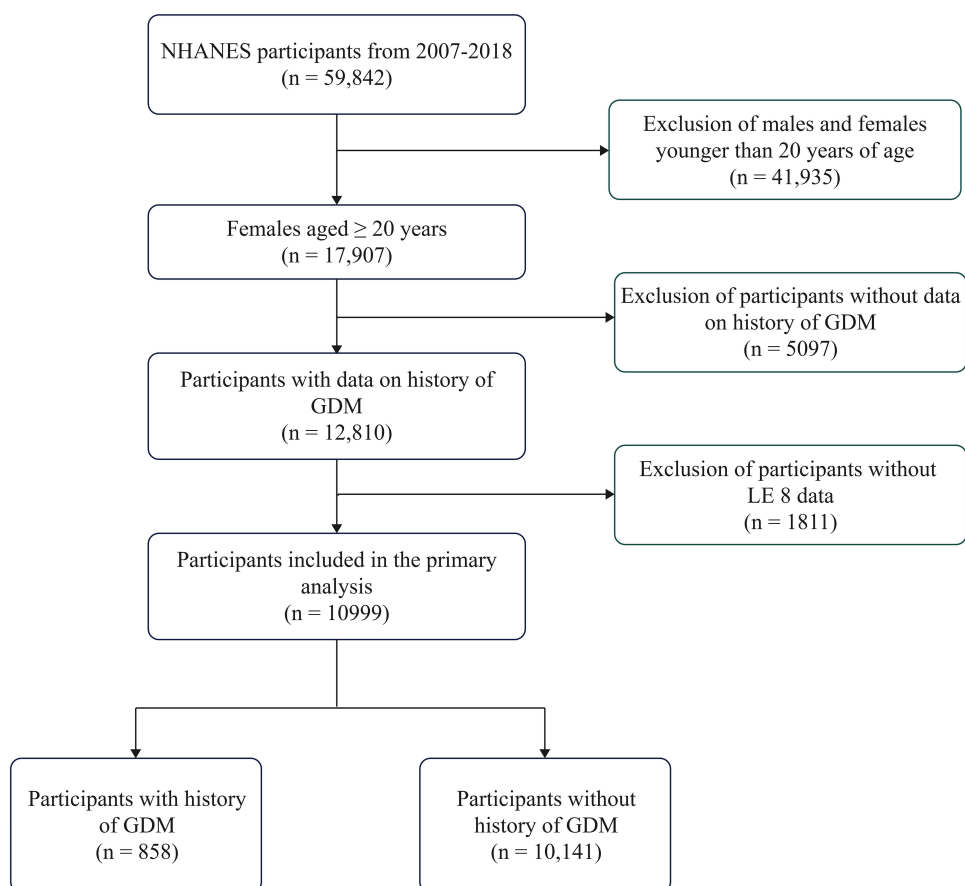 NHANES participants from 2007-2018
(n = 59,842)
Exclusion of males and females
younger than 20 years of age
(n = 41,935)
Females aged ≥ 20 years
(n = 17,907)
Exclusion of participants without data
on history of GDM
(n = 5097)
Participants with data on history of
GDM
(n = 12,810)
Exclusion of participants without
LE 8 data
(n = 1811)
Participants included in the primary
analysis
(n = 10999)
Participants with history
of GDM
(n = 858)
Participants without
history of GDM
(n = 10,141)